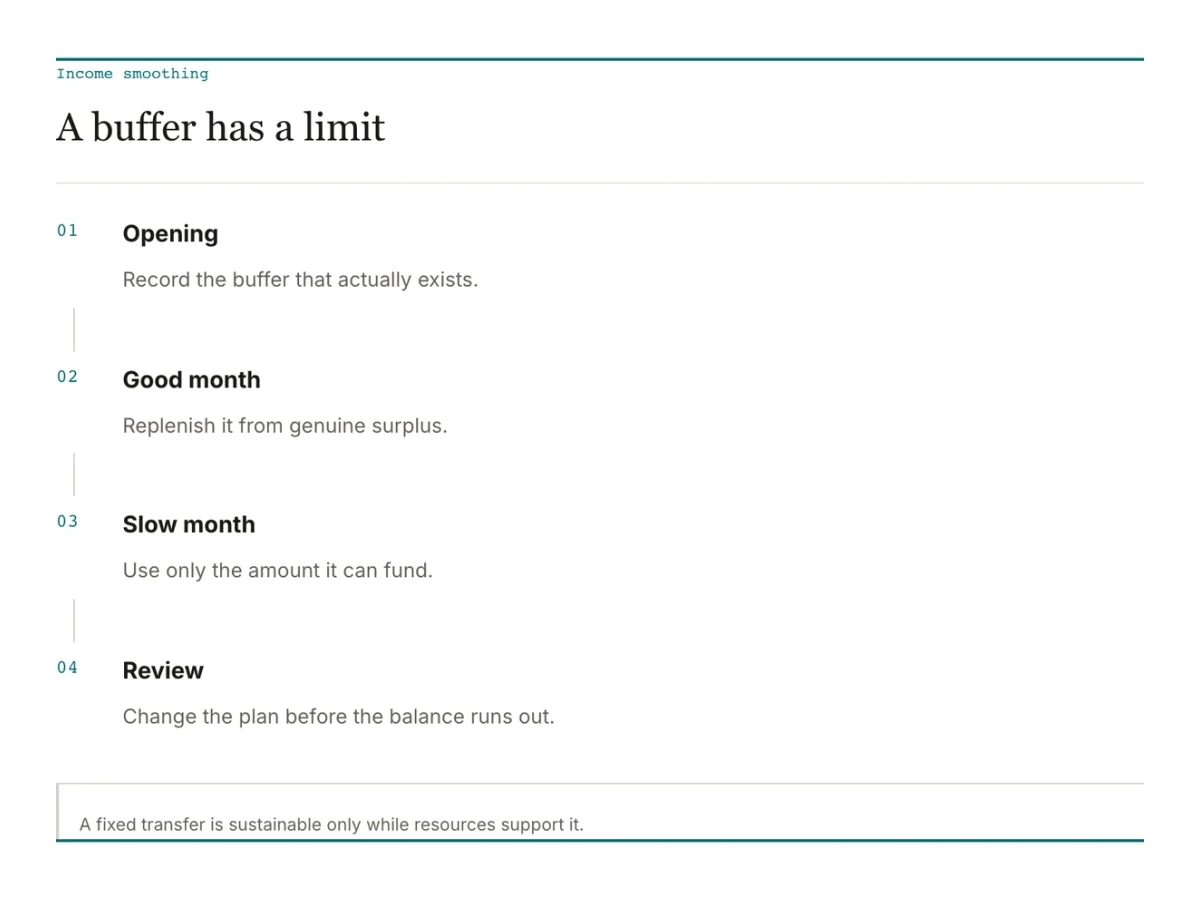 Income smoothing
A buffer has a limit
01
Opening
Record the buffer that actually exists.
02
Good month
Replenish it from genuine surplus.
03
Slow month
Use only the amount it can fund.
04
Review
Change the plan before the balance runs out.
A fixed transfer is sustainable only while resources support it.